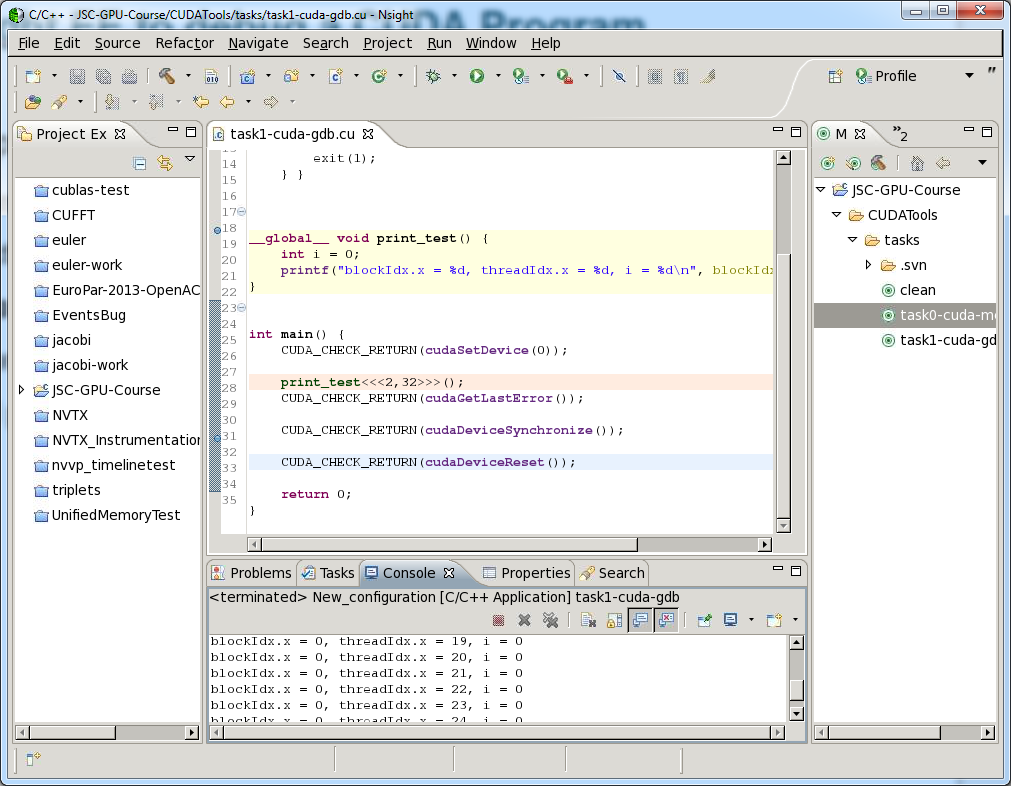 C/C++ - JSC-GPU-Course/CUDATools/tasks/task1-cuda-gdb.cu - Nsight
File Edit Source Refactor Navigate Search Project Run Window Help
Profile
Project Ex
cublas-test
CUFFT
euler
euler-work
EuroPar-2013-OpenAC
EventsBug
jacobi
jacobi-work
JSC-GPU-Course
NVTX
NVTX_Instrumentation
nvvp_timelinetest
triplets
UnifiedMemoryTest
task1-cuda-gdb.cu
14 exit(1);
15 } }
16
17
18
19 __global__ void print_test() {
20 int i = 0;
21 printf("blockIdx.x = %d, threadIdx.x = %d, i = %d\n", blockIdx
22 }
23
24
25 int main() {
26 CUDA_CHECK_RETURN(cudaSetDevice(0));
27
28 print_test<<<2,32>>>();
29 CUDA_CHECK_RETURN(cudaGetLastError());
30
31 CUDA_CHECK_RETURN(cudaDeviceSynchronize());
32
33 CUDA_CHECK_RETURN(cudaDeviceReset());
34
35 return 0;
}
M
2
JSC-GPU-Course
CUDATools
tasks
.svn
clean
task0-cuda-me
task1-cuda-gd
Problems Tasks Console Properties Search
<terminated> New_configuration [C/C++ Application] task1-cuda-gdb
blockIdx.x = 0, threadIdx.x = 19, i = 0
blockIdx.x = 0, threadIdx.x = 20, i = 0
blockIdx.x = 0, threadIdx.x = 21, i = 0
blockIdx.x = 0, threadIdx.x = 22, i = 0
blockIdx.x = 0, threadIdx.x = 23, i = 0
blockIdx.x = 0, threadIdx.x = 24, i = 0